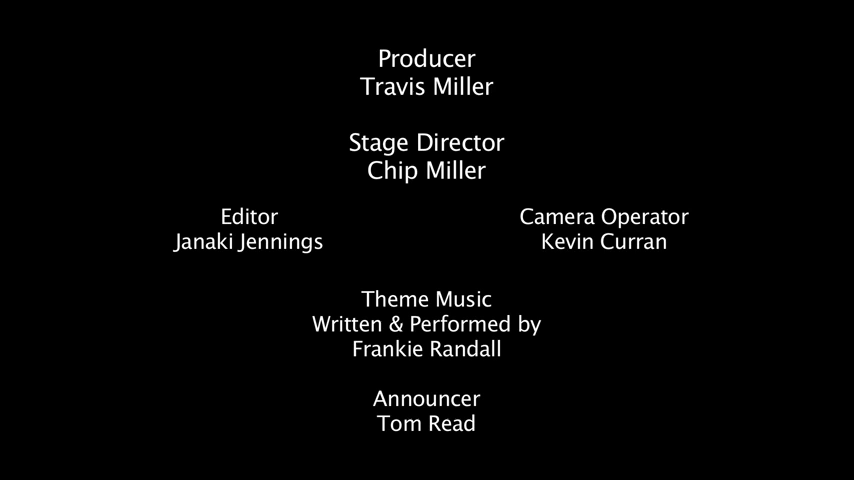 Producer
Travis Miller
Stage Director
Chip Miller
Editor
Janaki Jennings
Camera Operator
Kevin Curran
Theme Music
Written & Performed by
Frankie Randall
Announcer
Tom Read